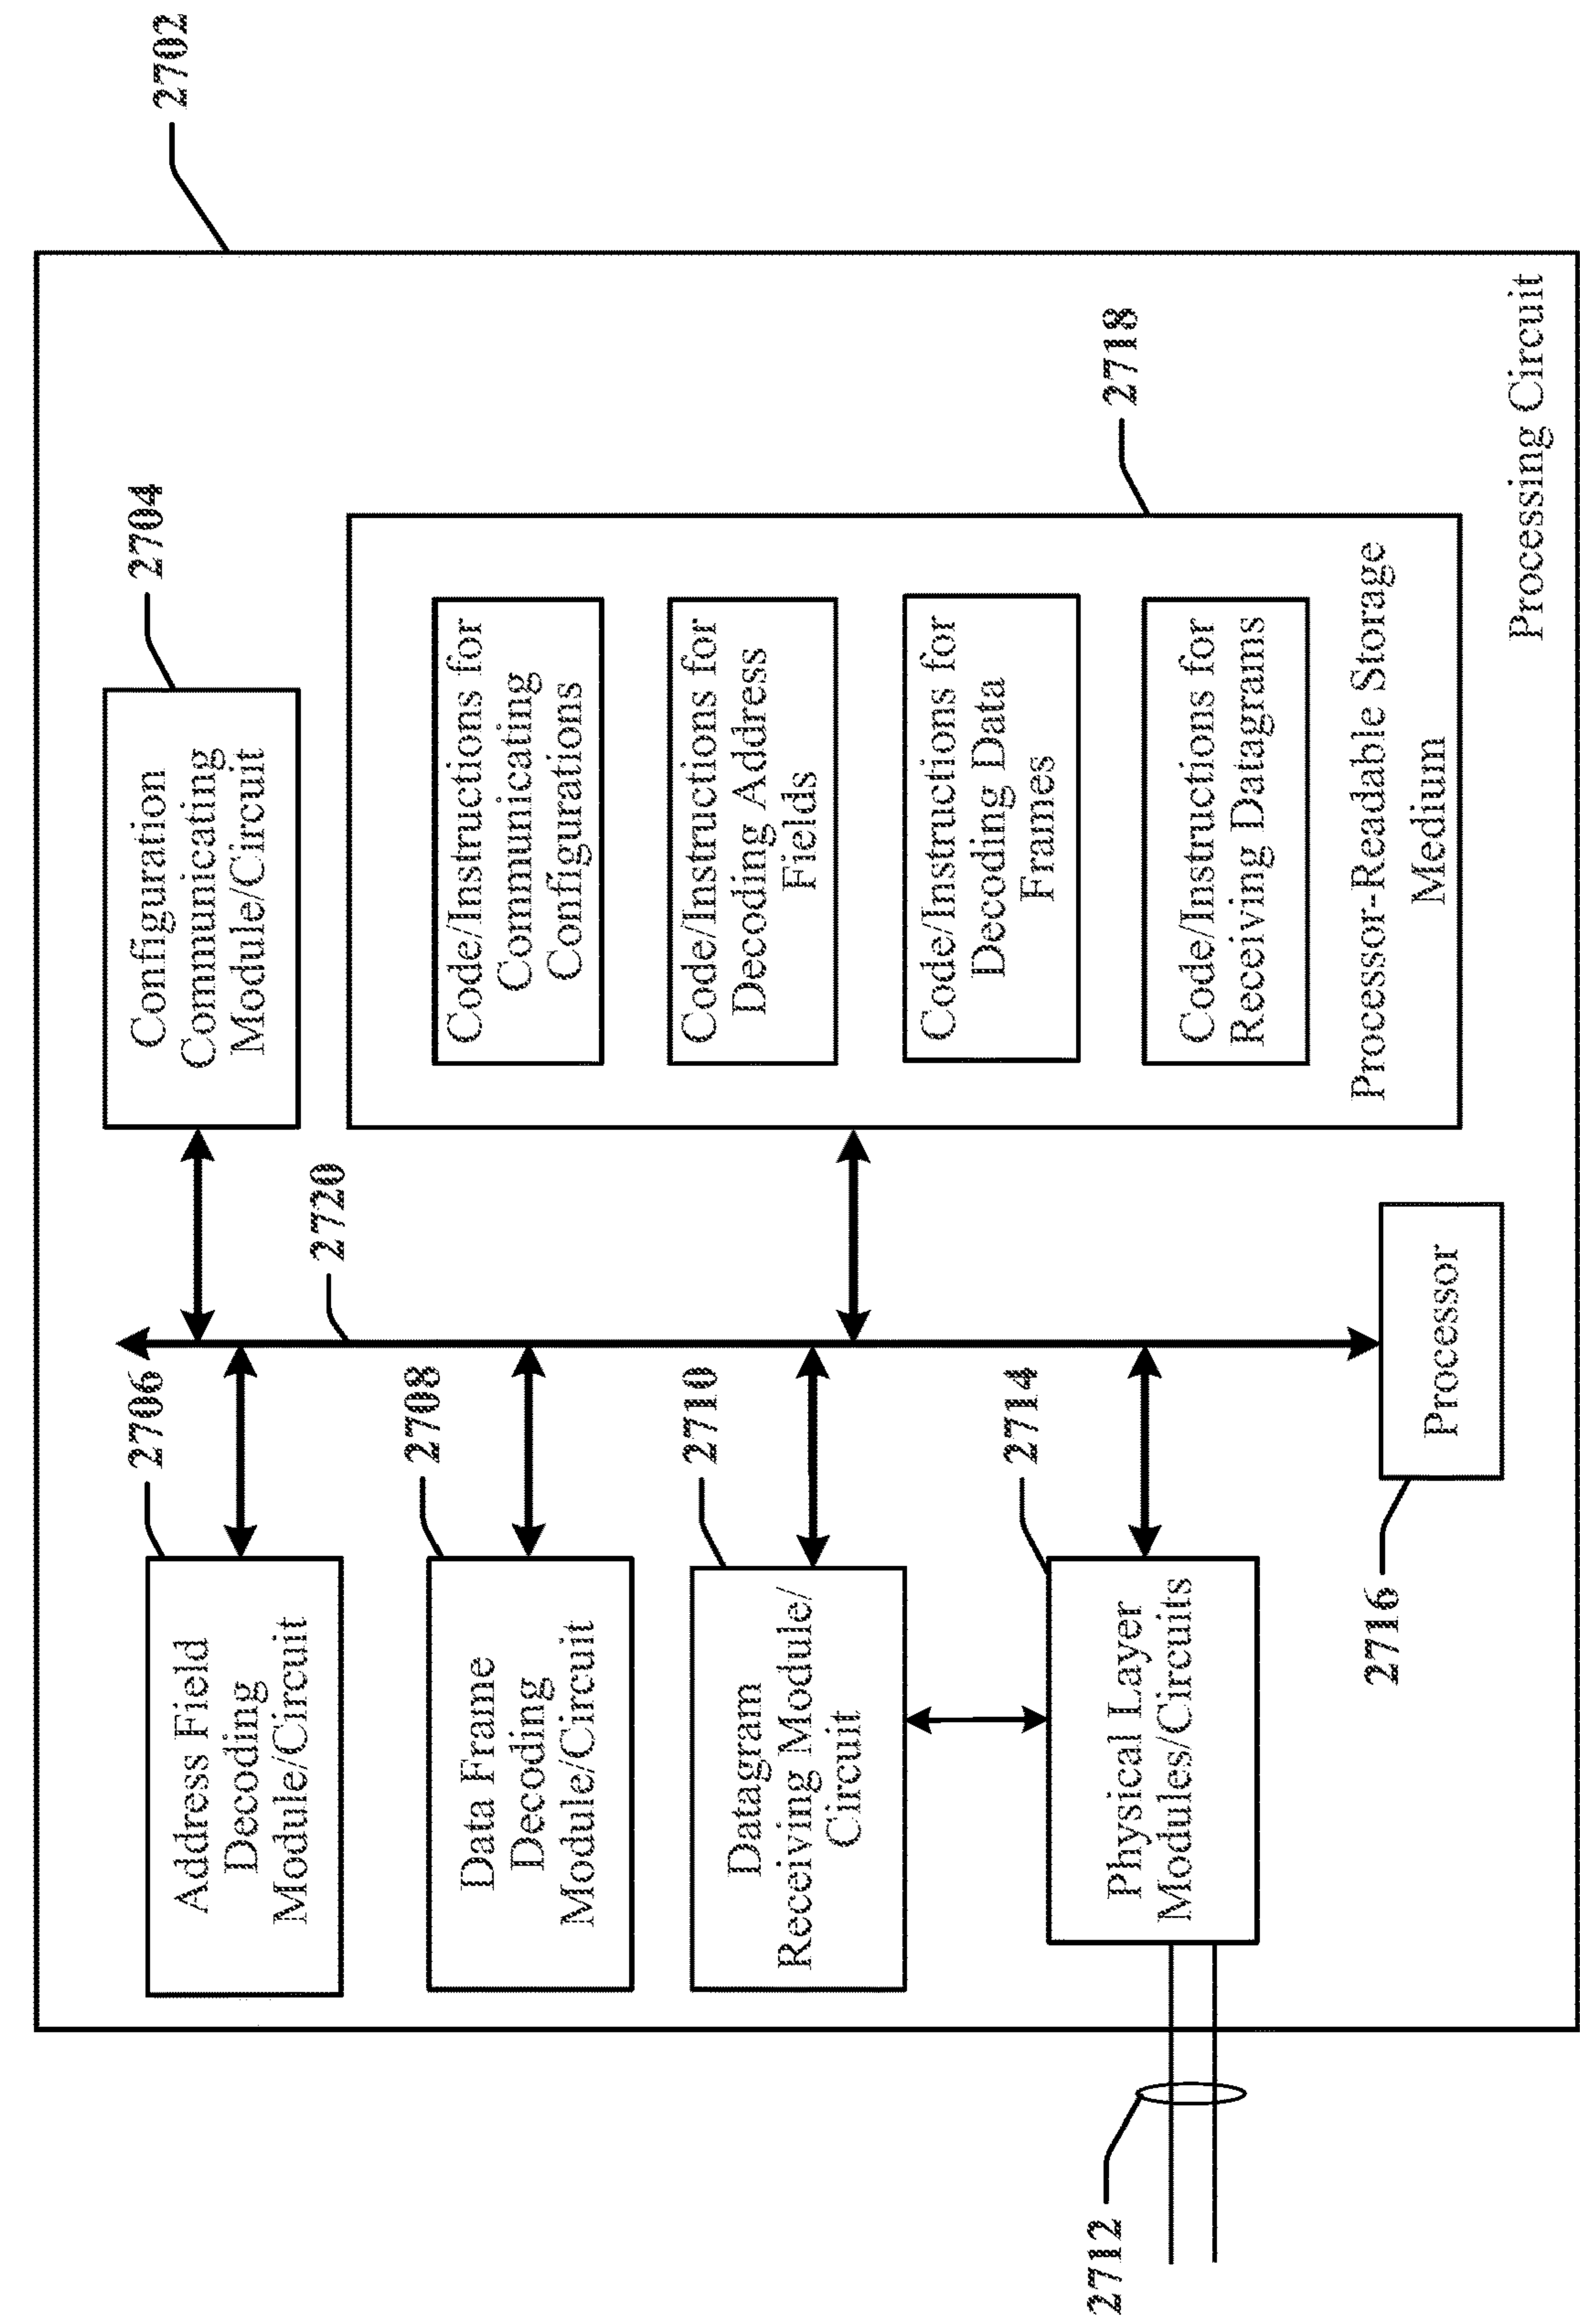 2702
2704
Configuration
Communicating
Module/Circuit
2706
Address Field
Decoding
Module/Circuit
2720
2708
Data Frame
Decoding
Module/Circuit
2710
Datagram
Receiving Module/
Circuit
2714
Physical Layer
Modules/Circuits
2712
2716
Processor
2718
Code/Instructions for
Communicating
Configurations
Code/Instructions for
Decoding Address
Fields
Code/Instructions for
Decoding Data
Frames
Code/Instructions for
Receiving Datagrams
Processor-Readable Storage
Medium
Processing Circuit